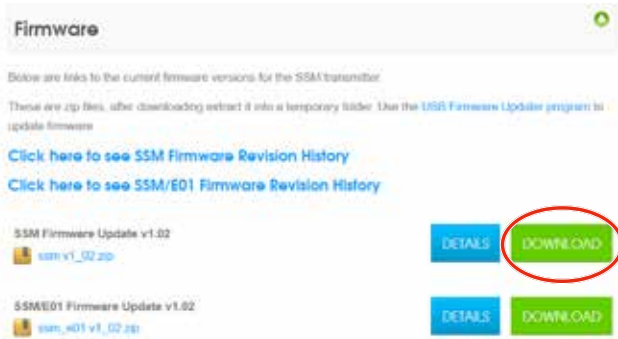 Firmware
Below are links to the current firmware versions for the SSM transmitter.
These are zip files, after downloading extract it into a temporary folder. Use the USB Firmware Updater program to
update firmware
Click here to see SSM Firmware Revision History
Click here to see SSM/E01 Firmware Revision History
SSM Firmware Update v1.02
DETAILS
DOWNLOAD
ssm v1_02.zip
SSM/E01 Firmware Update v1.02
DETAILS
DOWNLOAD
ssm_e01 v1_02.zip